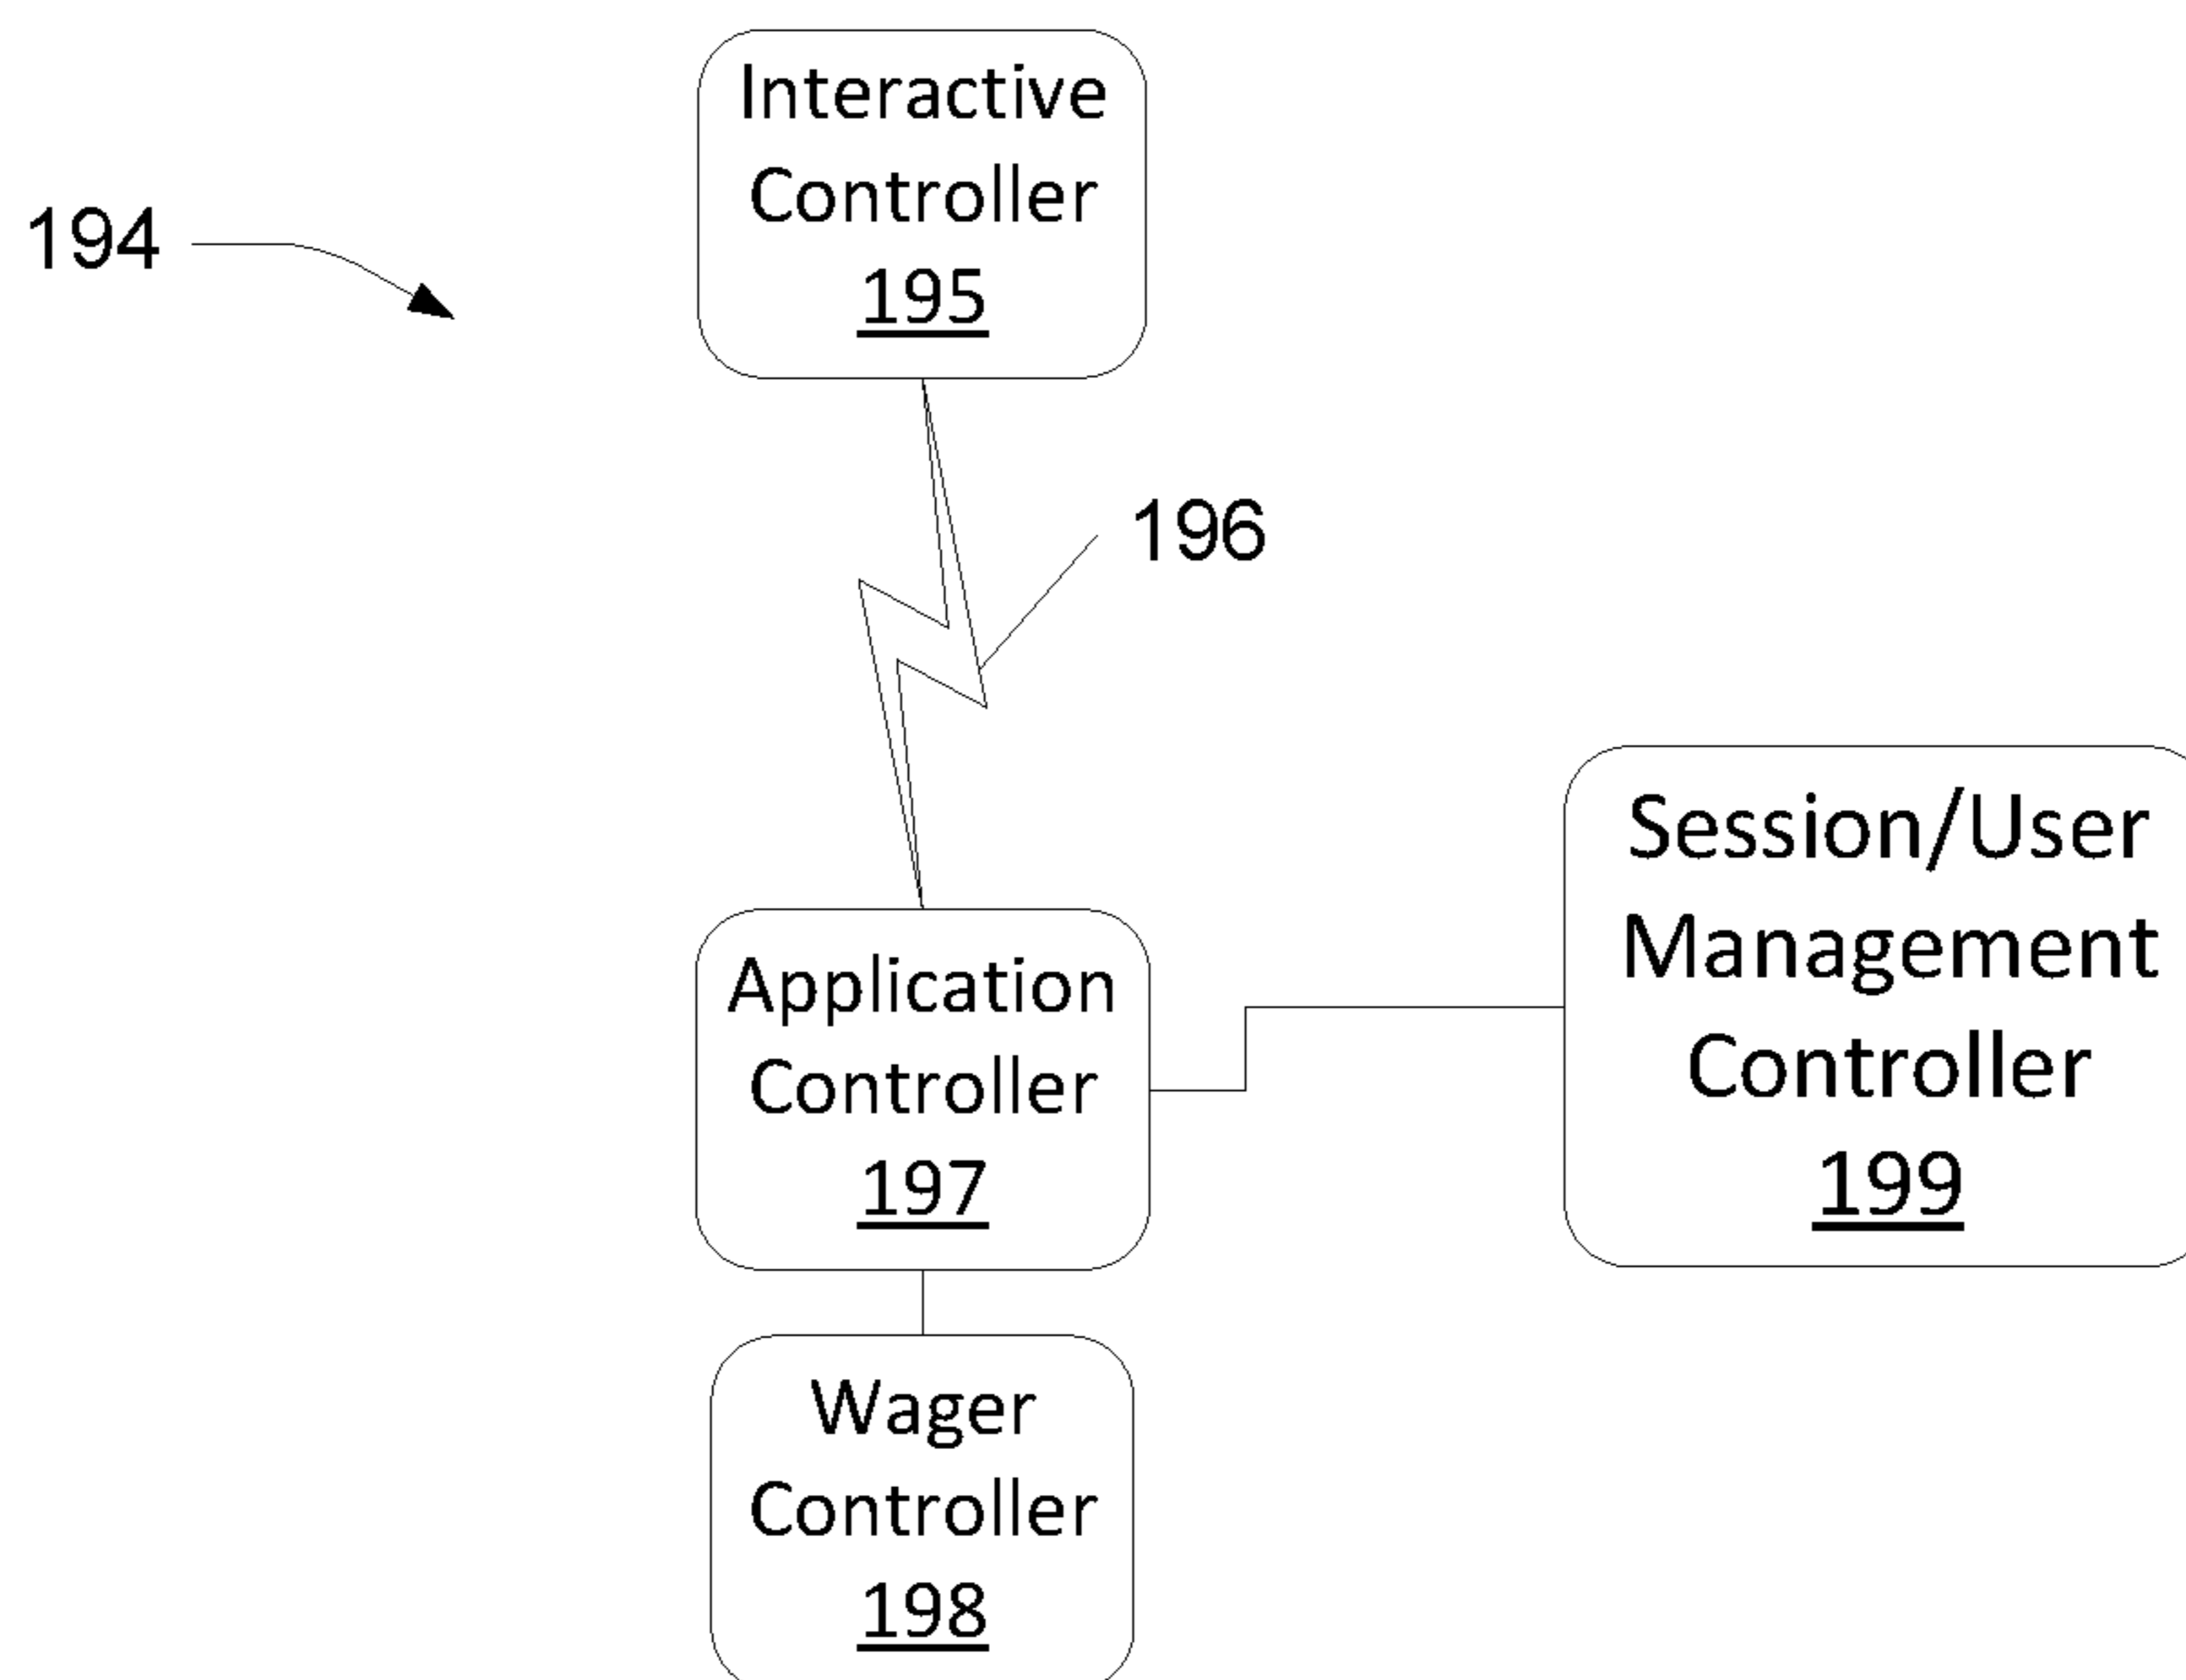 Interactive
Controller
195
194
196
Application
Controller
197
Session/User
Management
Controller
199
Wager
Controller
198